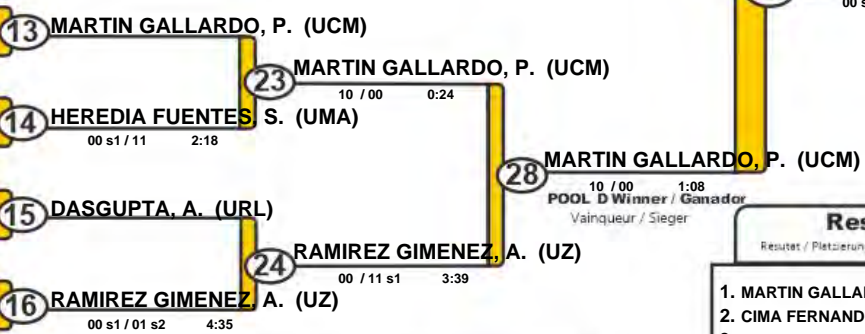 00 s
13 MARTIN GALLARDO, P. (UCM)
23 MARTIN GALLARDO, P. (UCM)
10 / 00 0:24
14 HEREDIA FUENTES, S. (UMA)
00 s1 / 11 2:18
28 MARTIN GALLARDO, P. (UCM)
10 / 00 1:08
POOL D Winner / Ganador
Vainqueur / Sieger
15 DASGUPTA, A. (URL)
24 RAMIREZ GIMENEZ, A. (UZ)
00 / 11 s1 3:39
16 RAMIREZ GIMENEZ, A. (UZ)
00 s1 / 01 s2 4:35
Res
1. MARTIN GALLAR
2. CIMA FERNAND